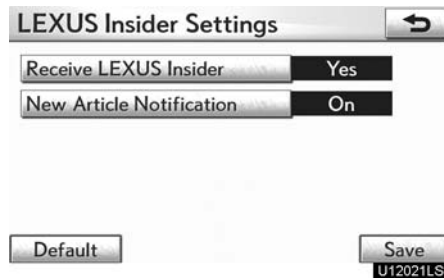 LEXUS Insider Settings
Receive LEXUS Insider Yes
New Article Notification On
Default Save
U12021LS